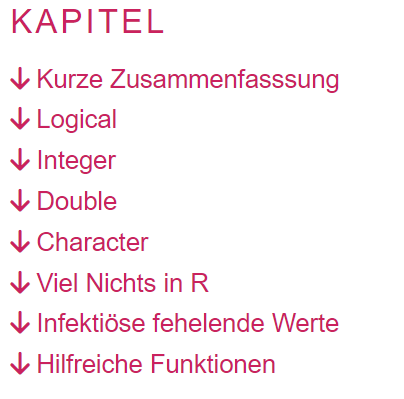 KAPITEL
↓ Kurze Zusammenfasssung
↓ Logical
↓ Integer
↓ Double
↓ Character
↓ Viel Nichts in R
↓ Infektiöse fehelende Werte
↓ Hilfreiche Funktionen